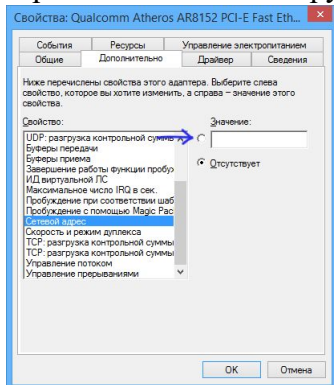 Свойства: Qualcomm Atheros AR8152 PCI-E Fast Eth...
События Ресурсы Управление электропитанием
Общие Дополнительно Драйвер Сведения
Ниже перечислены свойства этого адаптера. Выберите слева
свойство, которое вы хотите изменить, а справа – значение этого
свойства.
Свойство: Значение:
UDP: разгрузка контрольной суммы
Буферы передачи
Буферы приема
Завершение работы функции пробу
Отсутствует
ИД виртуальной ЛС
Максимальное число IRQ в сек.
Пробуждение при соответствии шаб
Пробуждение с помощью Magic Pac
Сетевой адрес
Скорость и режим дуплекса
TCP: разгрузка контрольной суммы
TCP: разгрузка контрольной суммы
Управление потоком
Управление прерываниями
OK Отмена